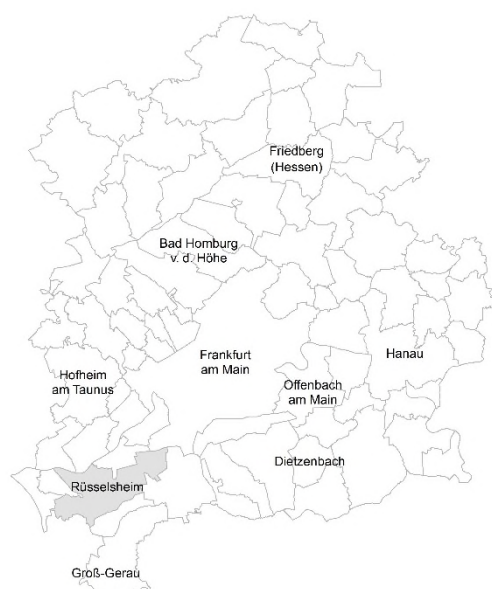 Friedberg
(Hessen)
Bad Homburg
v. d. Höhe
Frankfurt
am Main
Hanau
Hofheim
am Taunus
Offenbach
am Main
Dietzenbach
Rüsselsheim
Groß-Gerau